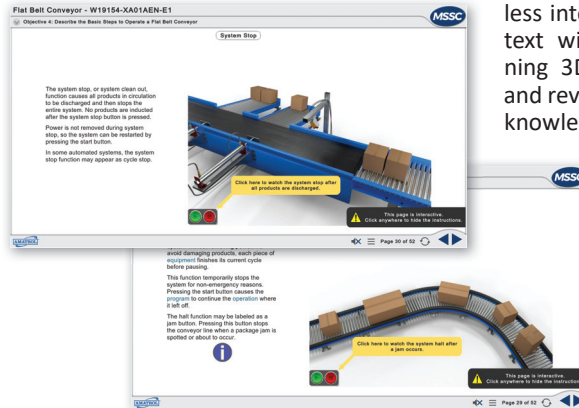 Flat Belt Conveyor - W19154-XA01AEN-E1
MSSC
Objective 4: Describe the Basic Steps to Operate a Flat Belt Conveyor
System Stop
The system stop, or system clean out,
function causes all products in circulation
to be discharged and then stops the
entire system. No products are inducted
after the system stop button is pressed.
Power is not removed during system
stop, so the system can be restarted by
pressing the start button.
In some automated systems, the system
stop function may appear as cycle stop.
Click here to watch the system stop after
all products are discharged.
This page is interactive.
Click anywhere to hide the instructions.
AMATROL
Page 30 of 52
less inte
text wi
ning 3D
and rev
knowle
MSSC
avoid damaging products, each piece of
equipment finishes its current cycle
before pausing.
This function temporarily stops the
system for non-emergency reasons.
Pressing the start button causes the
program to continue the operation where
it left off.
The halt function may be labeled as a
jam button. Pressing this button stops
the conveyor line when a package jam is
spotted or about to occur.
i
Click here to watch the system halt after
a jam occurs.
This page is interactive.
Click anywhere to hide the instructions
AMATROL
Page 29 of 52